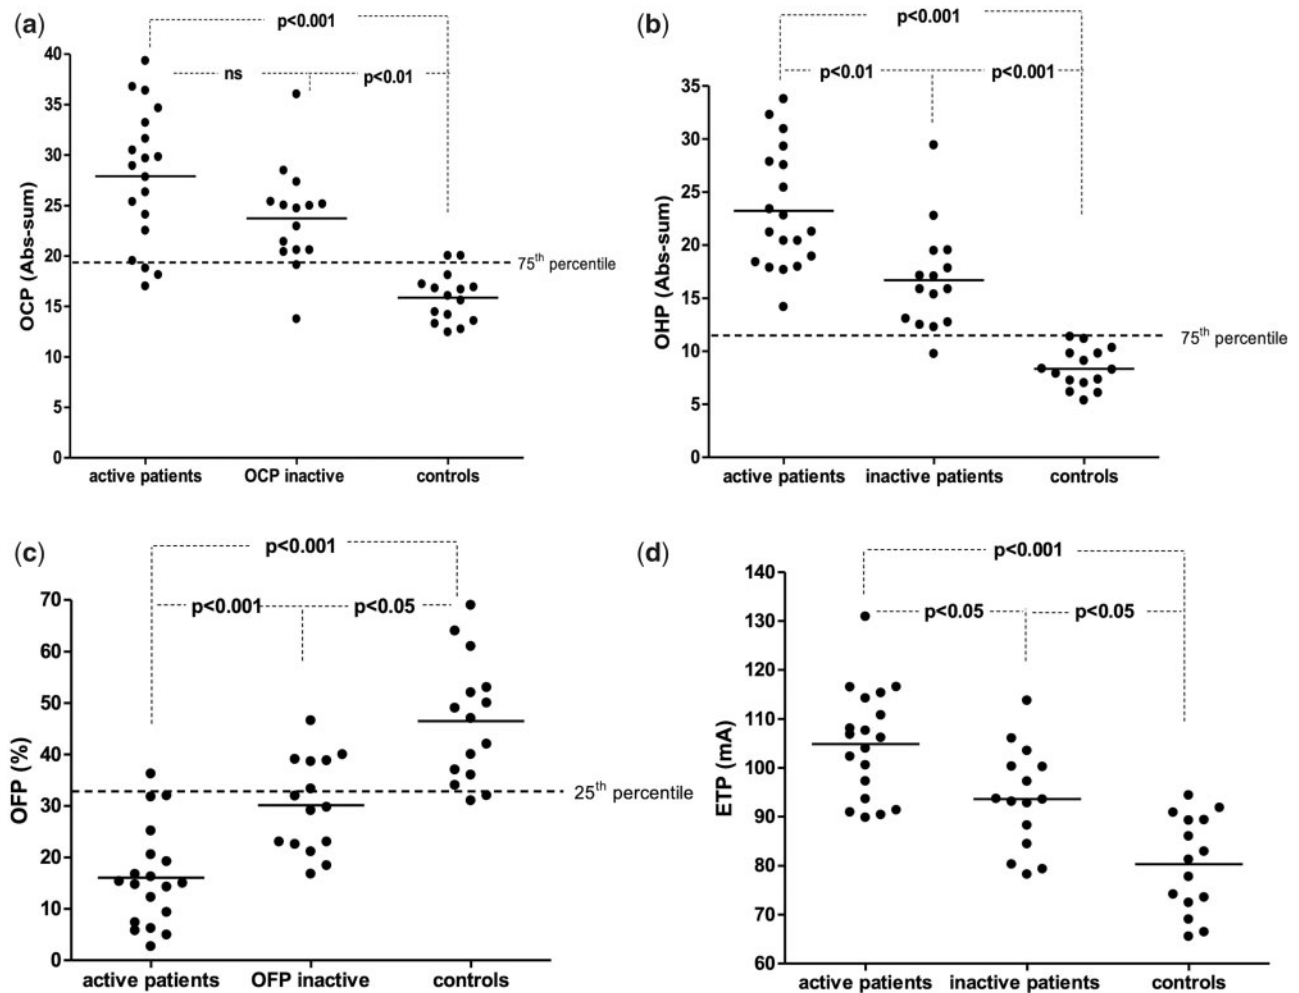 (a)
p<0.001
ns
p<0.01
40
35
30
25
20
15
10
5
0
OCP (Abs-sum)
75th percentile
active patients OCP inactive controls
(b)
p<0.001
p<0.01 p<0.001
35
30
25
20
15
10
5
0
OHP (Abs-sum)
75th percentile
active patients inactive patients controls
(c)
p<0.001
p<0.001 p<0.05
70
60
50
40
30
20
10
0
OFP (%)
25th percentile
active patients OFP inactive controls
(d)
p<0.001
p<0.05 p<0.05
140
130
120
110
100
90
80
70
60
ETP (mA)
active patients inactive patients controls